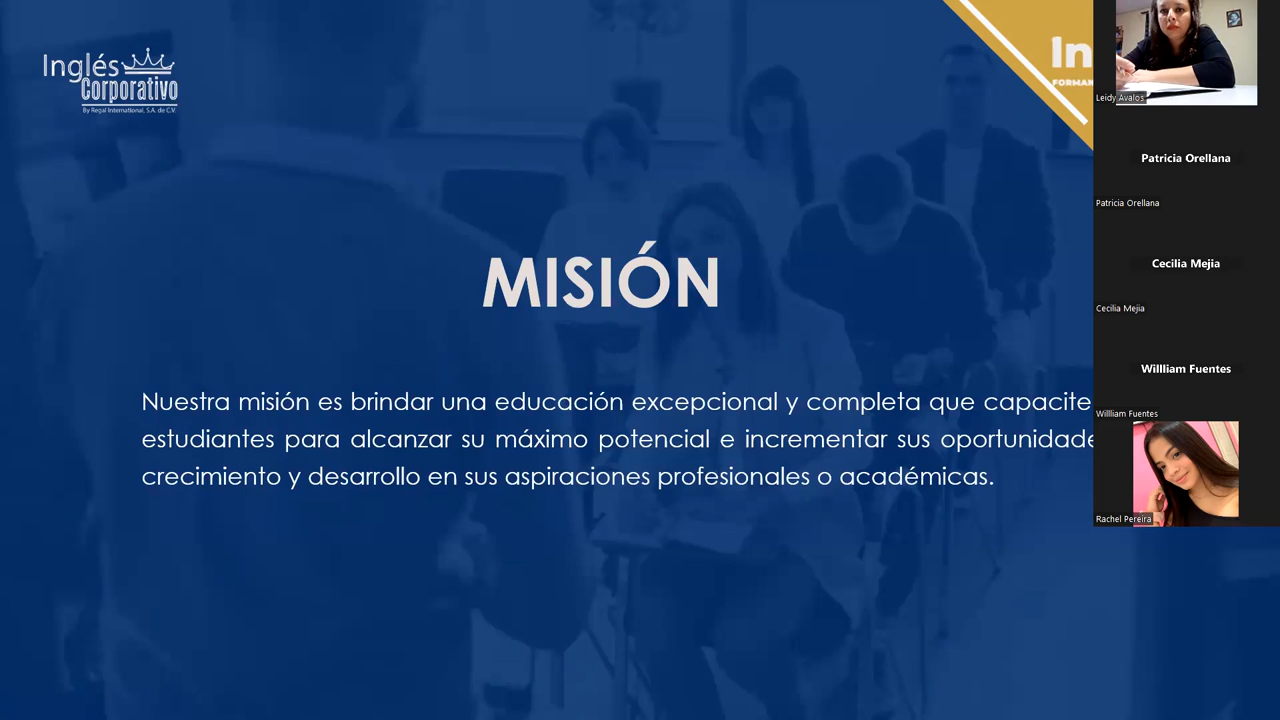 Inglés
Corporativo
By Regal International, S.A. de C.V.
In
FORMAN
MISIÓN
Nuestra misión es brindar una educación excepcional y completa que capacite
estudiantes para alcanzar su máximo potencial e incrementar sus oportunidade
crecimiento y desarrollo en sus aspiraciones profesionales o académicas.
Leidy Avalos
Patricia Orellana
Patricia Orellana
Cecilia Mejia
Cecilia Mejia
Willliam Fuentes
Willliam Fuentes
Rachel Pereira